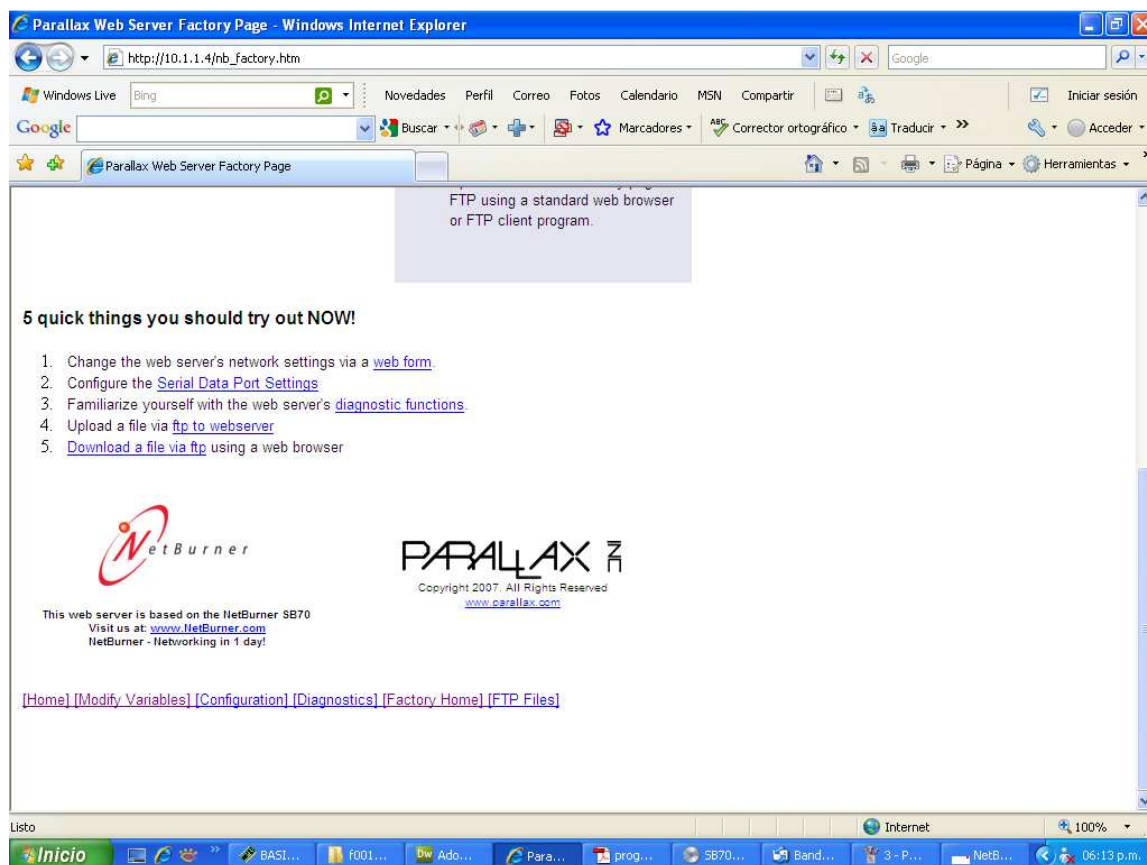 Parallax Web Server Factory Page - Windows Internet Explorer
http://10.1.1.4/nb_factory.htm Google
Windows Live Bing Novedades Perfil Correo Fotos Calendario MSN Compartir Iniciar sesión
Google Buscar Marcadores ABC Corrector ortográfico aä Traducir Acceder
Parallax Web Server Factory Page Página Herramientas
FTP using a standard web browser
or FTP client program.
5 quick things you should try out NOW!
1. Change the web server's network settings via a web form.
2. Configure the Serial Data Port Settings
3. Familiarize yourself with the web server's diagnostic functions.
4. Upload a file via ftp to webserver
5. Download a file via ftp using a web browser
NetBurner
PARALLAX INC
Copyright 2007. All Rights Reserved
www.parallax.com
This web server is based on the NetBurner SB70
Visit us at: www.NetBurner.com
NetBurner - Networking in 1 day!
[Home] [Modify Variables] [Configuration] [Diagnostics] [Factory Home] [FTP Files]
Listo Internet 100%
Inicio BASI... f001... Ado... Para... prog... SB70... Band... 3 - P... NetB... 06:13 p.m.